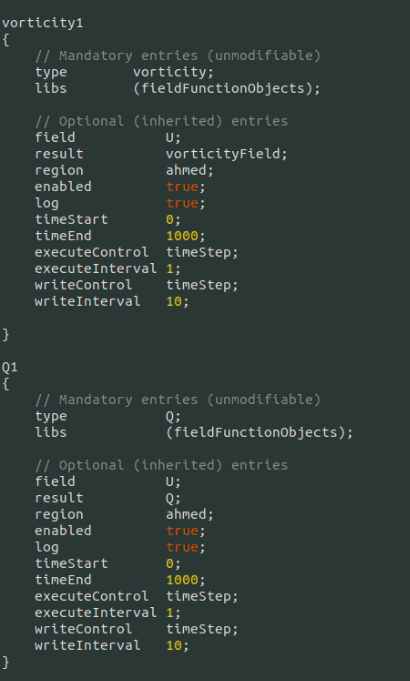 vorticity1
{
    // Mandatory entries (unmodifiable)
    type        vorticity;
    libs        (fieldFunctionObjects);

    // Optional (inherited) entries
    field           U;
    result          vorticityField;
    region          ahmed;
    enabled         true;
    log             true;
    timeStart       0;
    timeEnd         1000;
    executeControl  timeStep;
    executeInterval 1;
    writeControl    timeStep;
    writeInterval   10;

}

Q1
{
    // Mandatory entries (unmodifiable)
    type            Q;
    libs            (fieldFunctionObjects);

    // Optional (inherited) entries
    field           U;
    result          Q;
    region          ahmed;
    enabled         true;
    log             true;
    timeStart       0;
    timeEnd         1000;
    executeControl  timeStep;
    executeInterval 1;
    writeControl    timeStep;
    writeInterval   10;
}